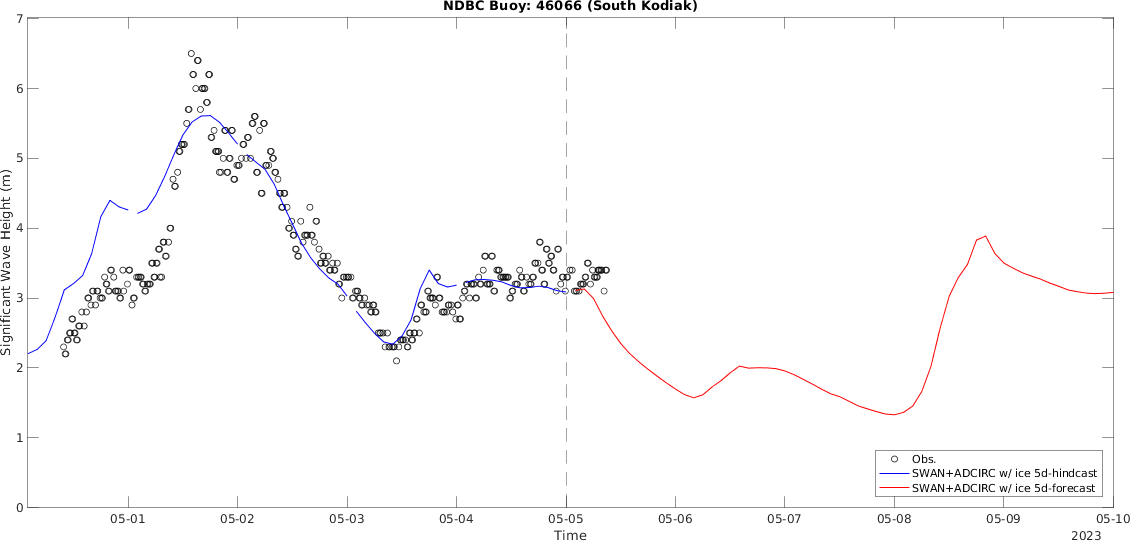 NDBC Buoy: 46066 (South Kodiak)
7
6
5
4
3
2
1
0
Significant Wave Height (m)
Obs.
SWAN+ADCIRC w/ ice 5d-hindcast
SWAN+ADCIRC w/ ice 5d-forecast
05-01 05-02 05-03 05-04 05-05 05-06 05-07 05-08 05-09 05-10
Time
2023